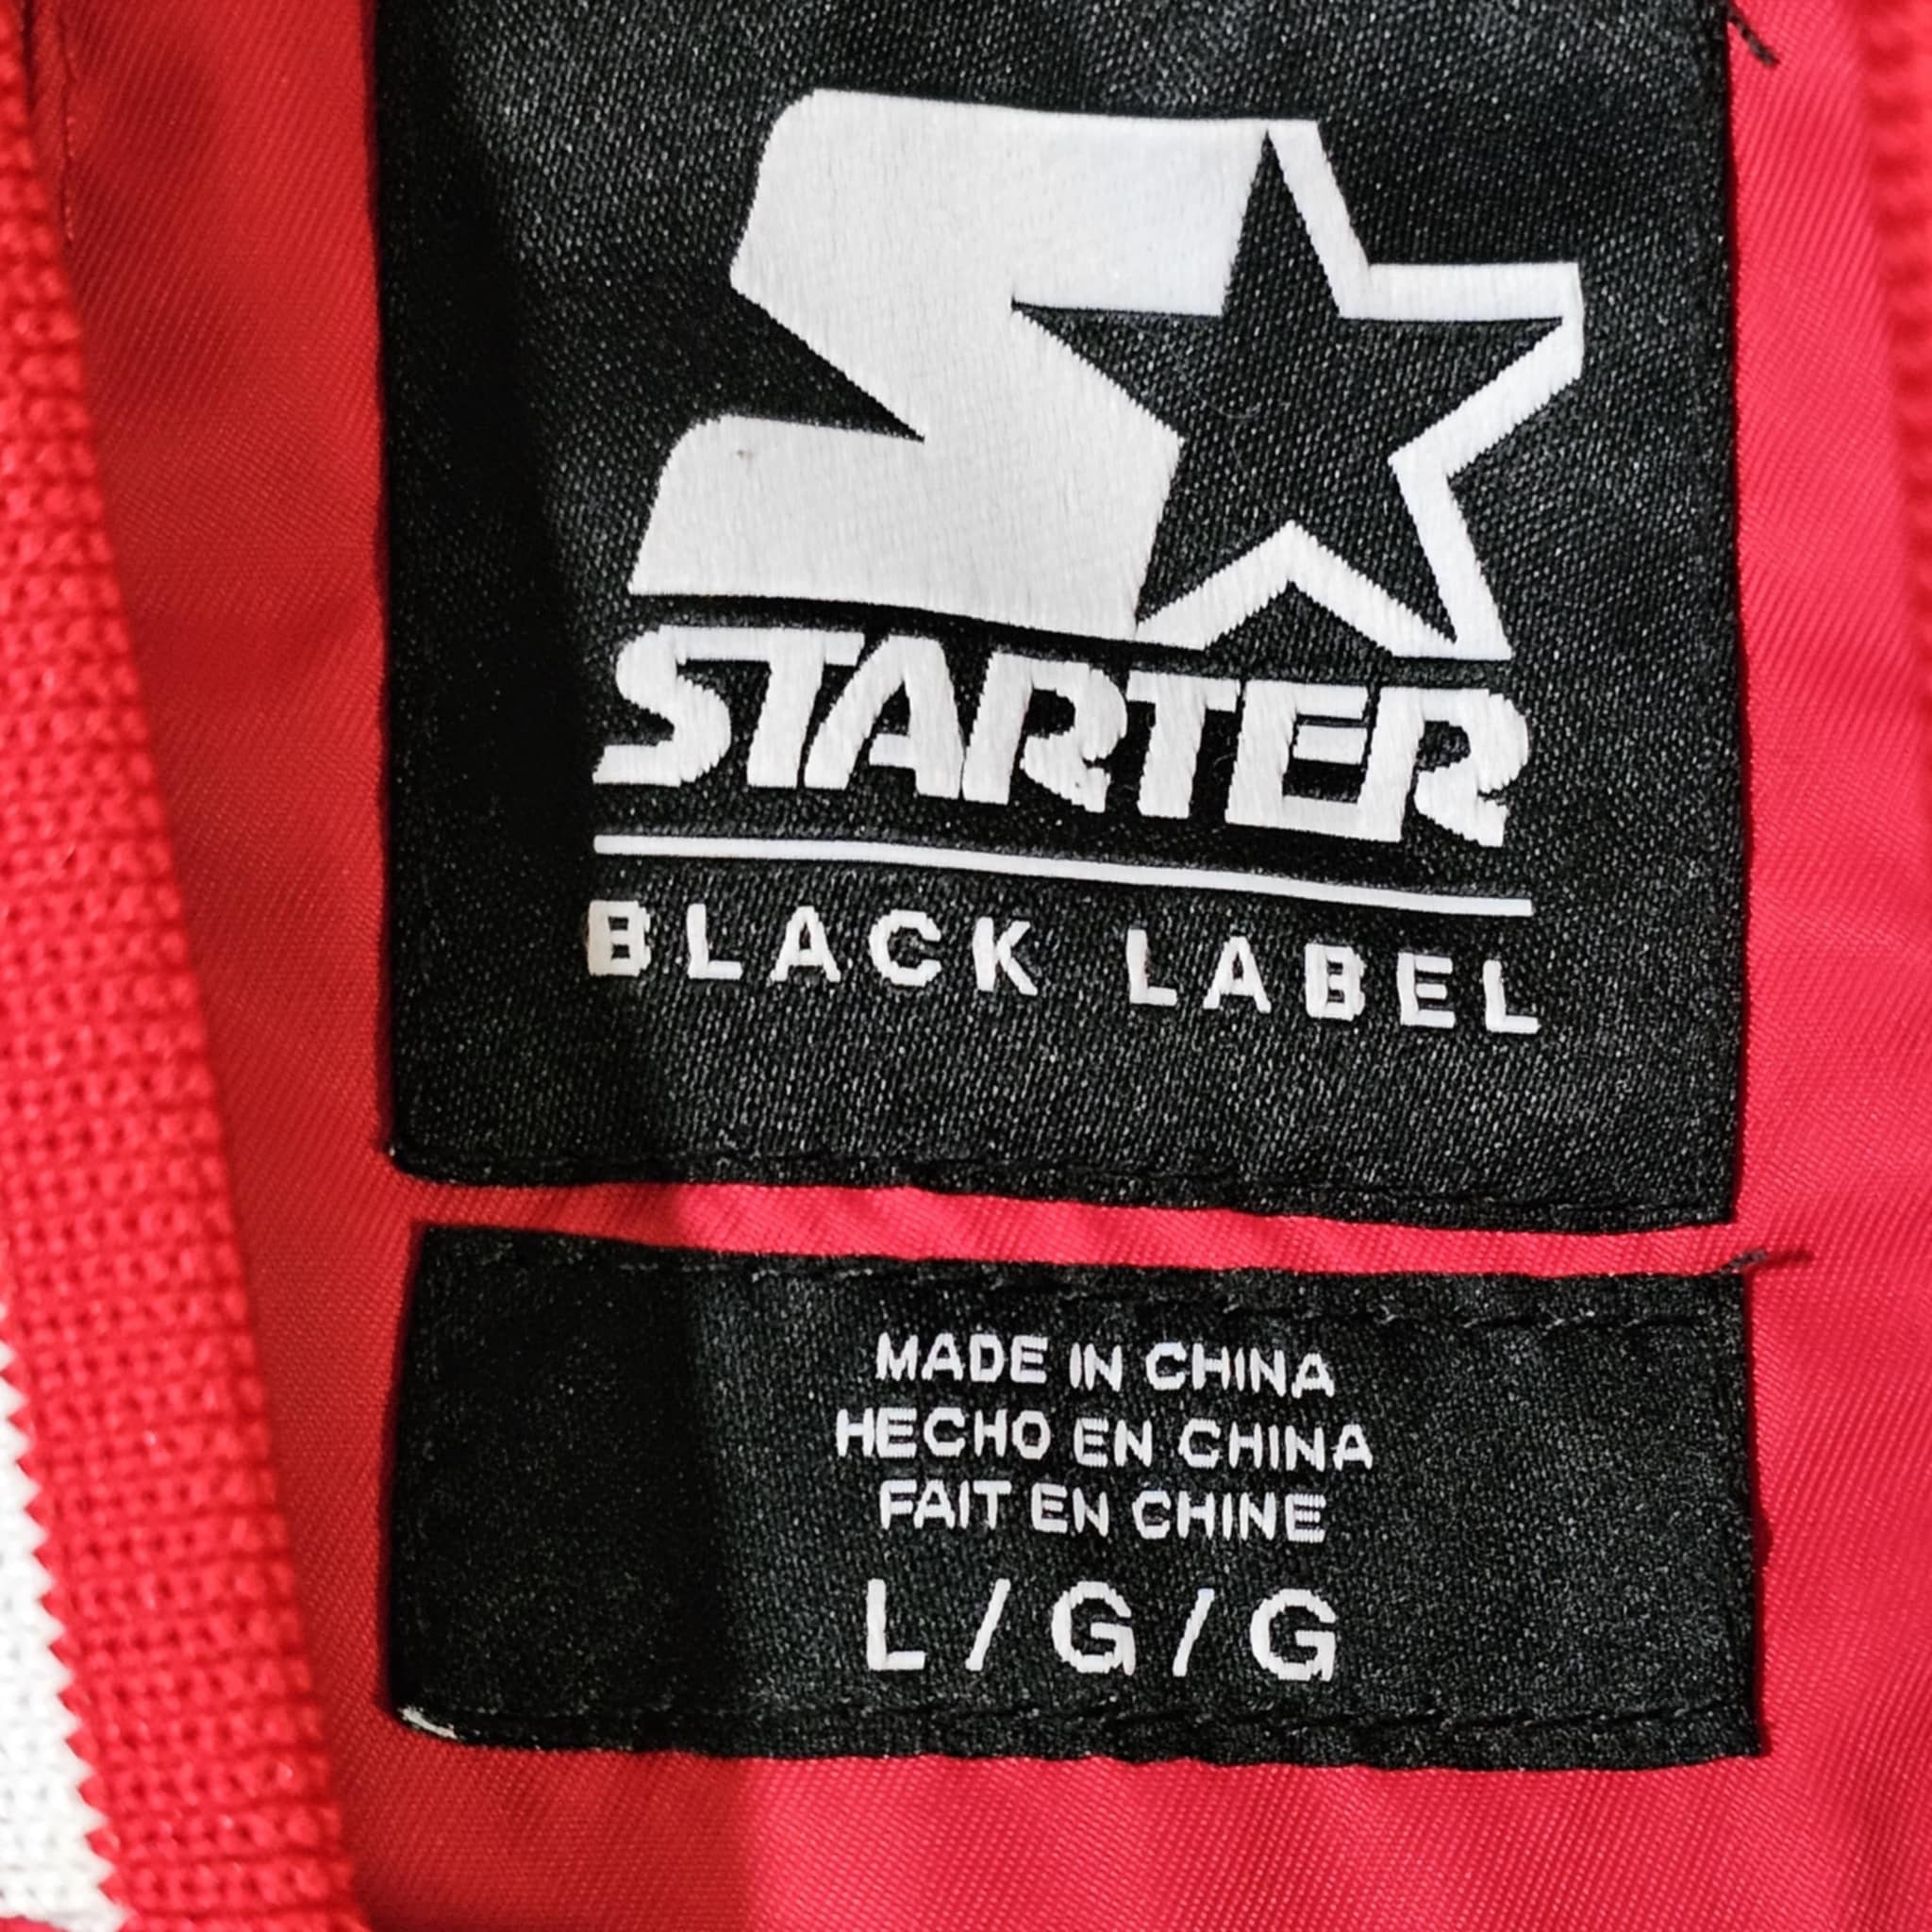 STARTER
BLACK LABEL
MADE IN CHINA
HECHO EN CHINA
FAIT EN CHINE
L / G / G